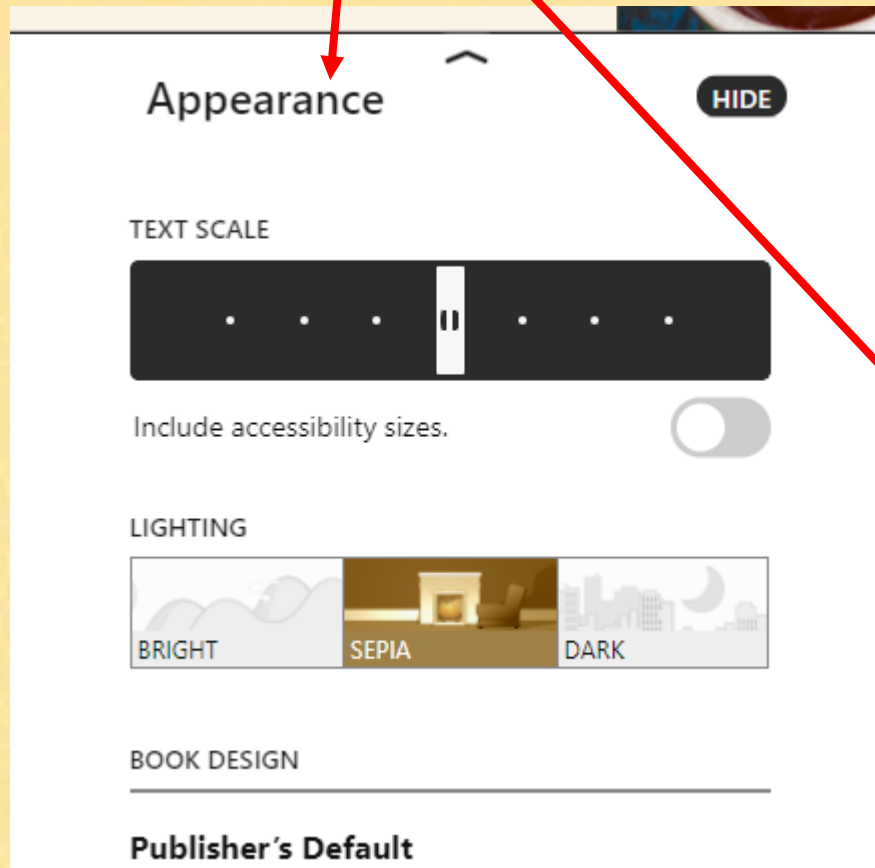 Appearance
HIDE
TEXT SCALE
Include accessibility sizes.
LIGHTING
BRIGHT SEPIA DARK
BOOK DESIGN
Publisher´s Default